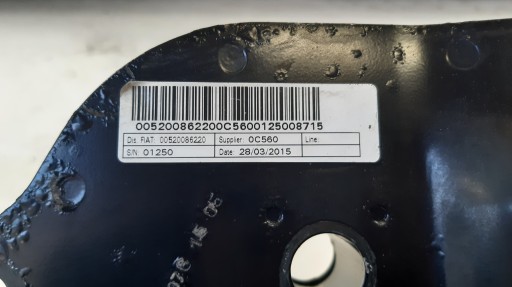 005200862200C5600125008715
Dis. FIAT: 00520086220 Supplier: 0C560 Line:
S/N: 01250 Date: 28/03/2015